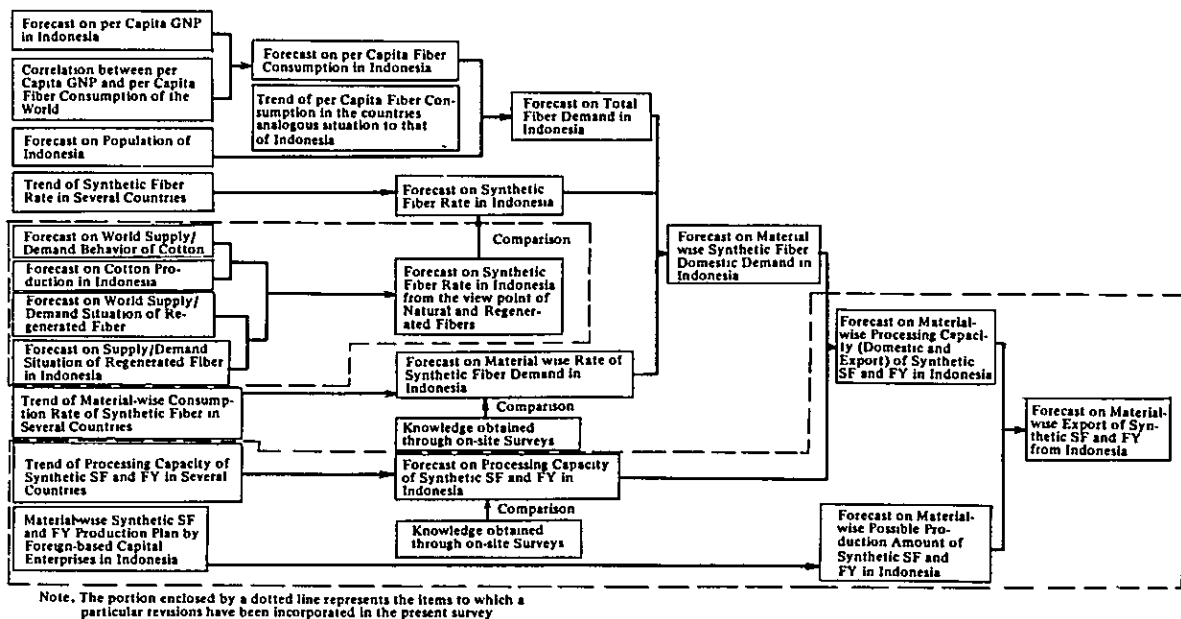 Forecast on per Capita GNP
in Indonesia
Correlation between per
Capita GNP and per Capita
Fiber Consumption of the
World
Forecast on Population of
Indonesia
Trend of Synthetic Fiber
Rate in Several Countries
Forecast on World Supply/
Demand Behavior of Cotton
Forecast on Cotton Pro-
duction in Indonesia
Forecast on World Supply/
Demand Situation of Re-
generated Fiber
Forecast on Supply/Demand
Situation of Regenerated Fiber
in Indonesia
Trend of Material-wise Consump-
tion Rate of Synthetic Fiber in
Several Countries
Trend of Processing Capacity of
Synthetic SF and FY in Several
Countries
Material-wise Synthetic SF
and FY Production Plan by
Foreign-based Capital
Enterprises in Indonesia
Forecast on per Capita Fiber
Consumption in Indonesia
Trend of per Capita Fiber Con-
sumption in the countries
analogous situation to that
of Indonesia
Forecast on Synthetic
Fiber Rate in Indonesia
Comparison
Forecast on Synthetic
Fiber Rate in Indonesia
from the view point of
Natural and Regener-
ated Fibers
Forecast on Material wise Rate of
Synthetic Fiber Demand in
Indonesia
Comparison
Knowledge obtained
through on-site Surveys
Forecast on Processing Capacity
of Synthetic SF and FY in
Indonesia
Comparison
Knowledge obtained
through on-site Surveys
Forecast on Total
Fiber Demand in
Indonesia
Forecast on Material
wise Synthetic Fiber
Domestic Demand in
Indonesia
Forecast on Material-
wise Processing Capac-
ity (Domestic and
Export) of Synthetic
SF and FY in Indonesia
Forecast on Material-
wise Possible Pro-
duction Amount of
Synthetic SF and
FY in Indonesia
Forecast on Material-
wise Export of Syn-
thetic SF and FY
from Indonesia
Note, The portion enclosed by a dotted line represents the items to which a
particular revisions have been incorporated in the present survey